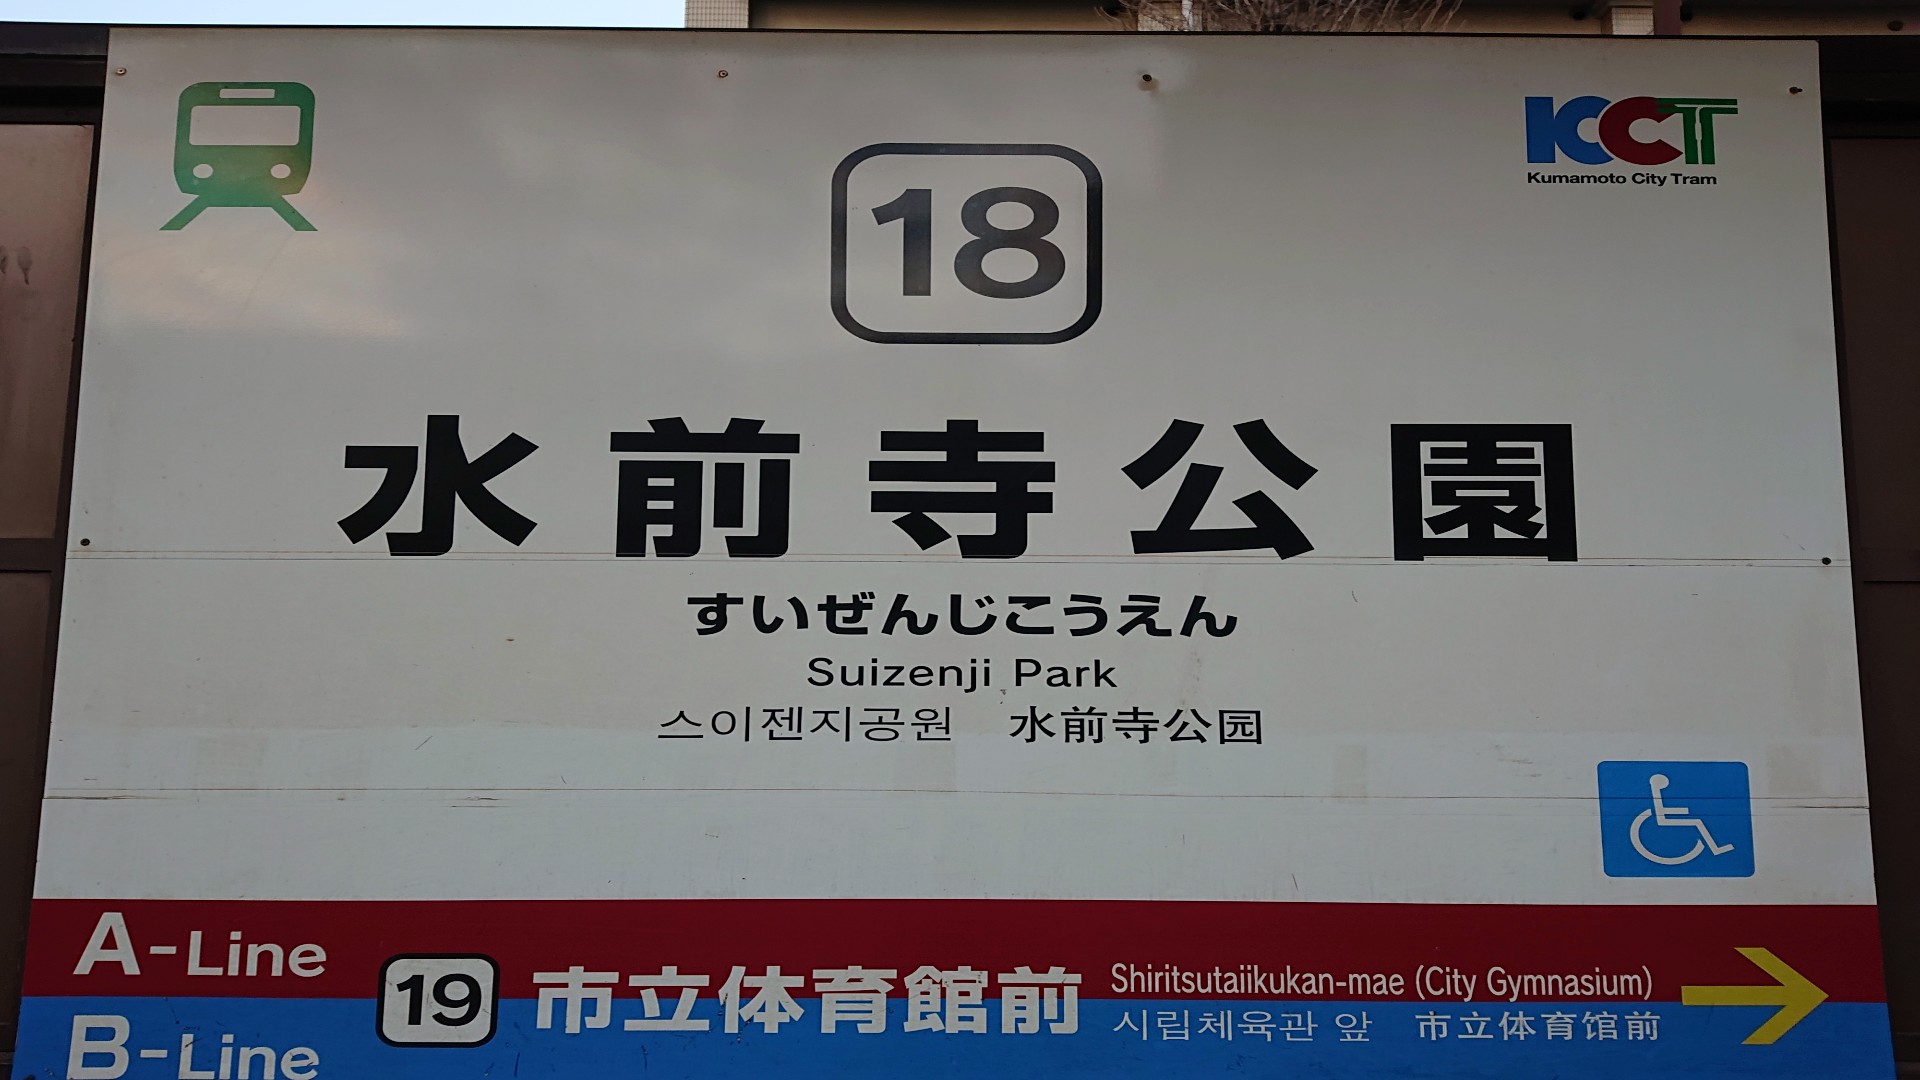 KCT
Kumamoto City Tram
18
水前寺公園
すいぜんじこうえん
Suizenji Park
스이젠지공원 水前寺公园
A-Line
B-Line
19 市立体育館前
Shiritsutaiikukan-mae (City Gymnasium)
시립체육관 앞 市立体育馆前